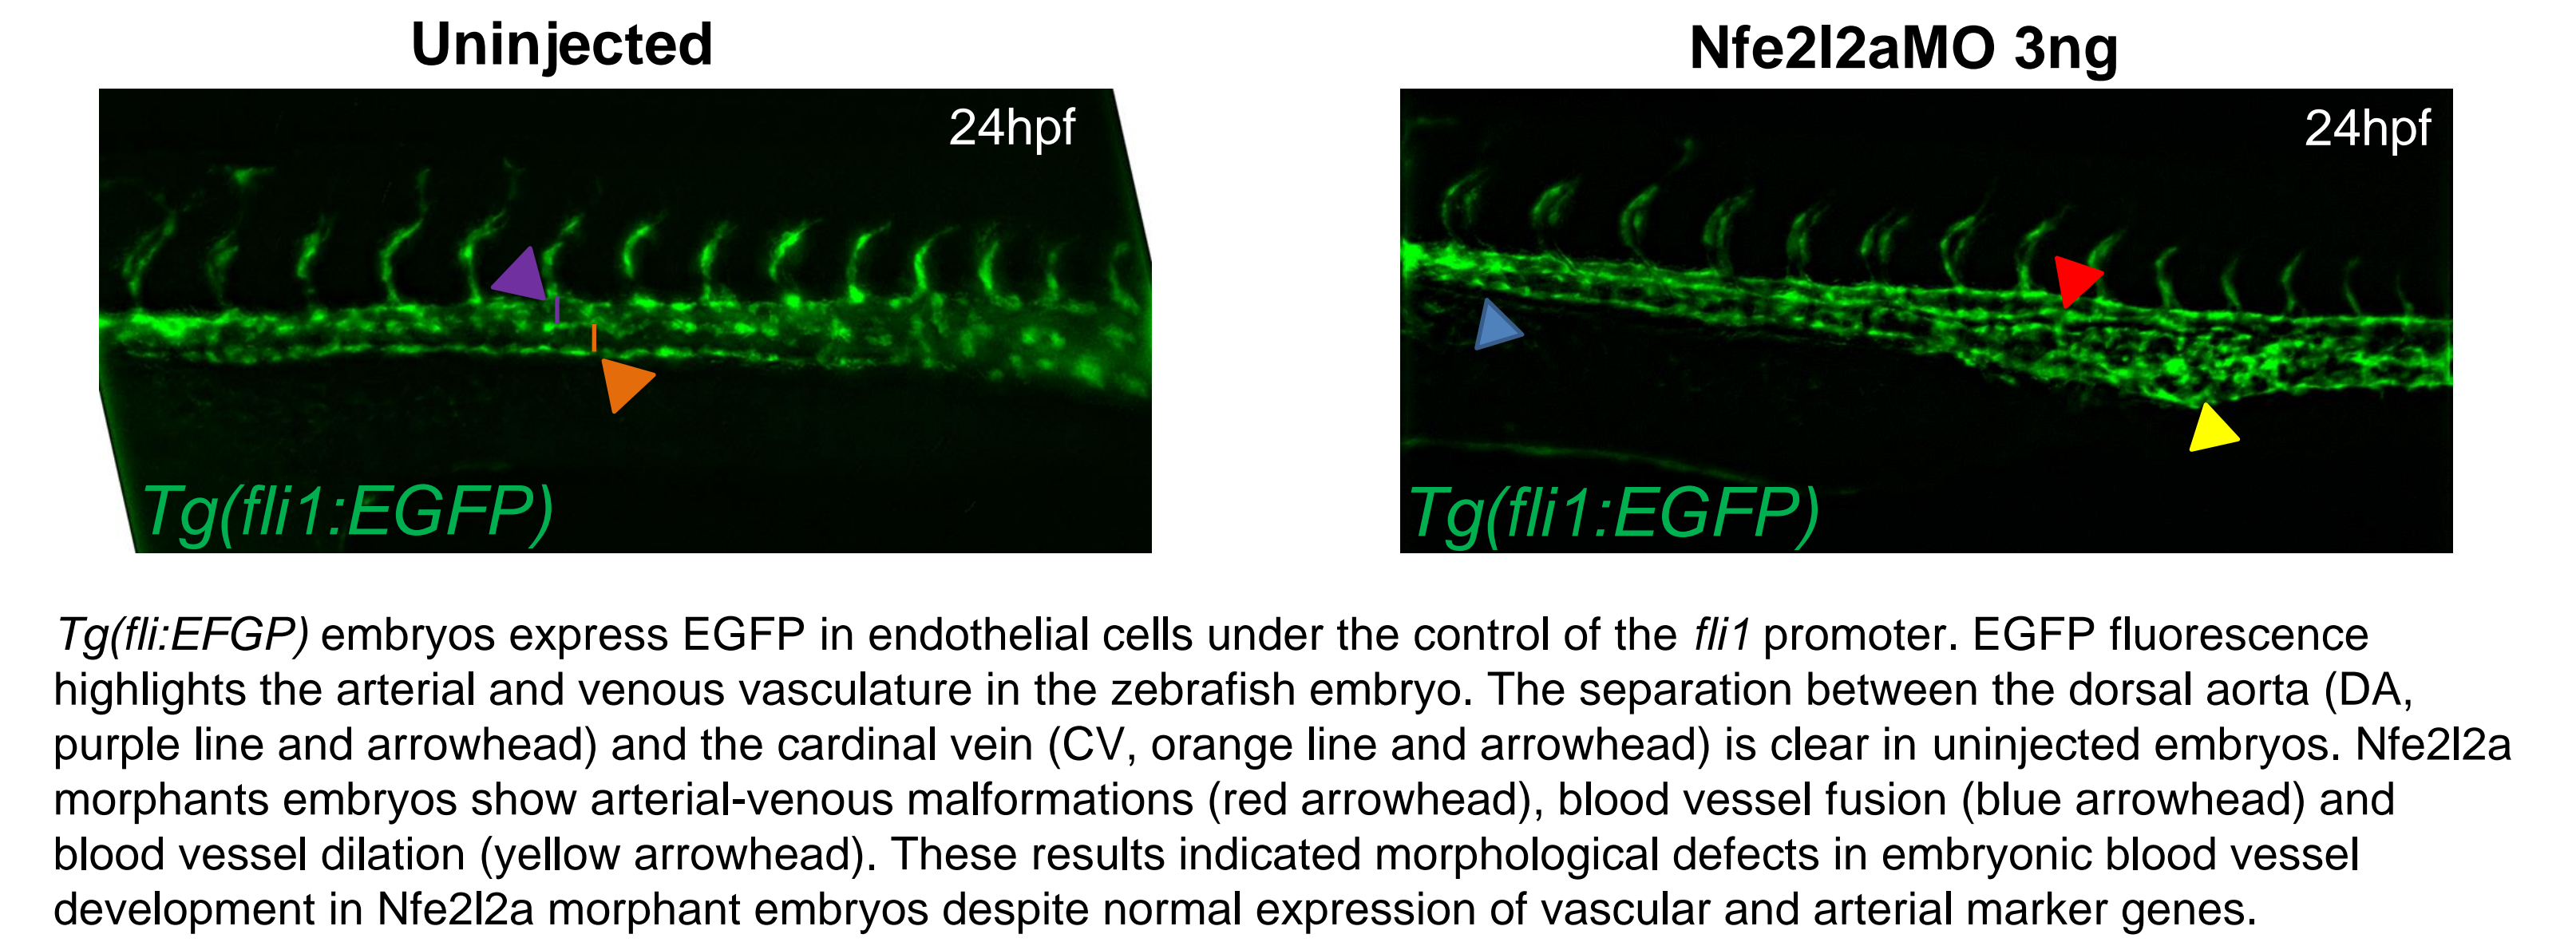 Uninjected
Nfe2l2aMO 3ng
24hpf
24hpf
Tg(fli1:EGFP)
Tg(fli1:EGFP)
Tg(fli:EFGP) embryos express EGFP in endothelial cells under the control of the fli1 promoter. EGFP fluorescence
highlights the arterial and venous vasculature in the zebrafish embryo. The separation between the dorsal aorta (DA,
purple line and arrowhead) and the cardinal vein (CV, orange line and arrowhead) is clear in uninjected embryos. Nfe2l2a
morphants embryos show arterial-venous malformations (red arrowhead), blood vessel fusion (blue arrowhead) and
blood vessel dilation (yellow arrowhead). These results indicated morphological defects in embryonic blood vessel
development in Nfe2l2a morphant embryos despite normal expression of vascular and arterial marker genes.